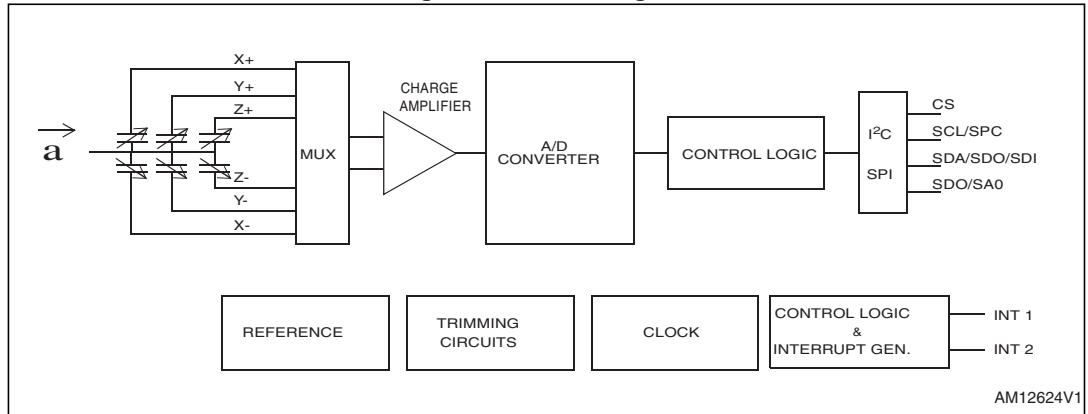 X+
Y+
Z+
a
Z-
Y-
X-
MUX
CHARGE
AMPLIFIER
A/D
CONVERTER
CONTROL LOGIC
I²C
SPI
CS
SCL/SPC
SDA/SDO/SDI
SDO/SA0
REFERENCE
TRIMMING
CIRCUITS
CLOCK
CONTROL LOGIC
&
INTERRUPT GEN.
INT 1
INT 2
AM12624V1